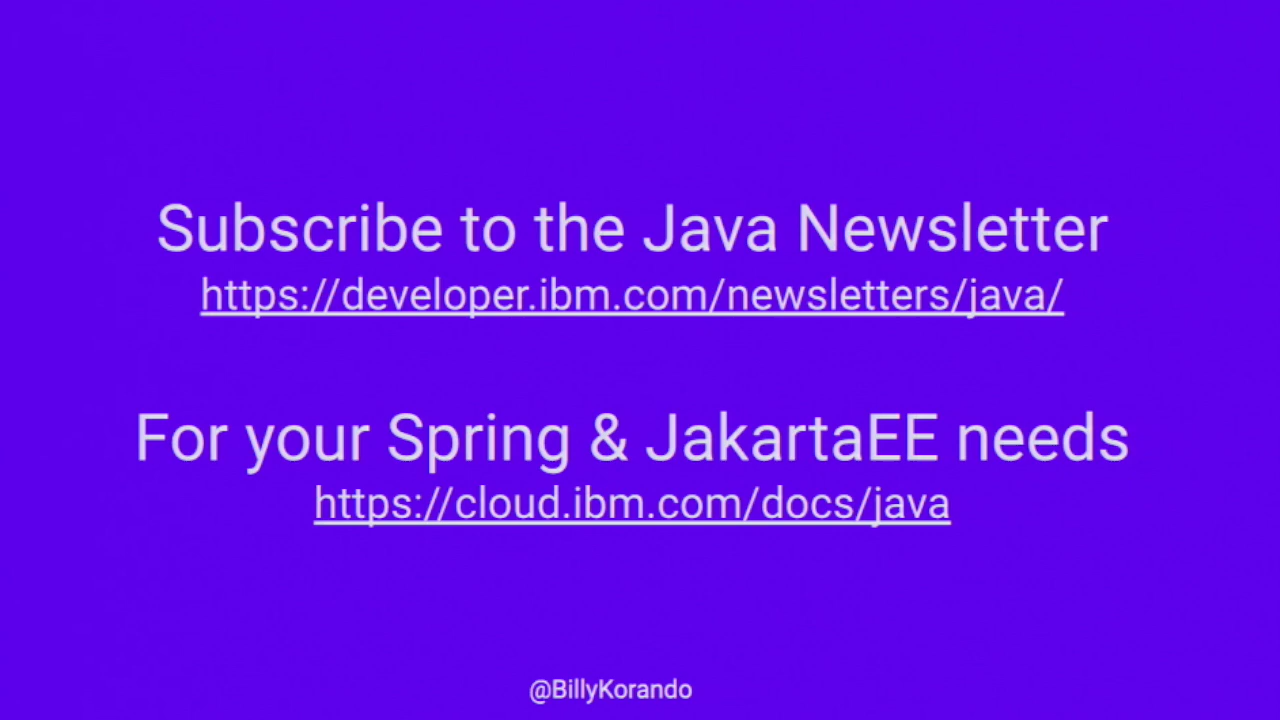 Subscribe to the Java Newsletter
https://developer.ibm.com/newsletters/java/
For your Spring & JakartaEE needs
https://cloud.ibm.com/docs/java
@BillyKorando